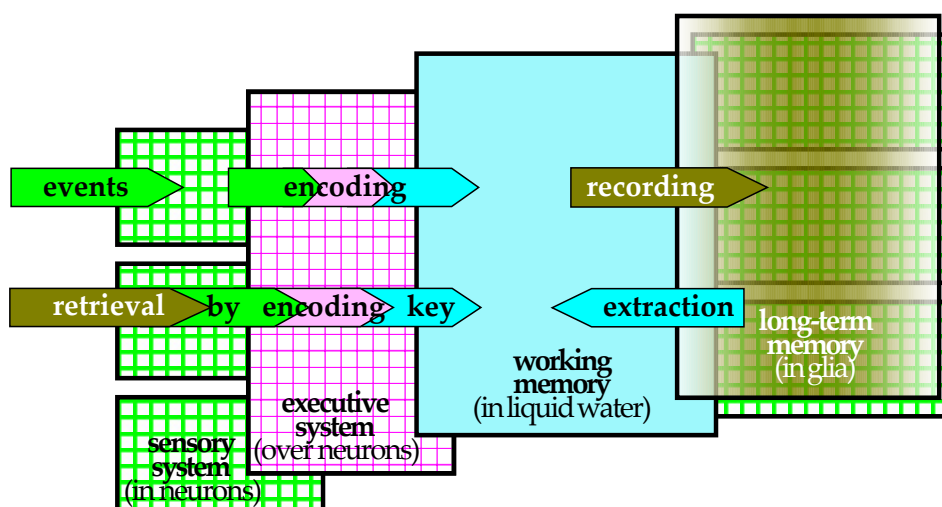 events encoding recording
retrieval by encoding key extraction
long-term
memory
(in glia)
working
memory
(in liquid water)
executive
system
(over neurons)
sensory
system
(in neurons)